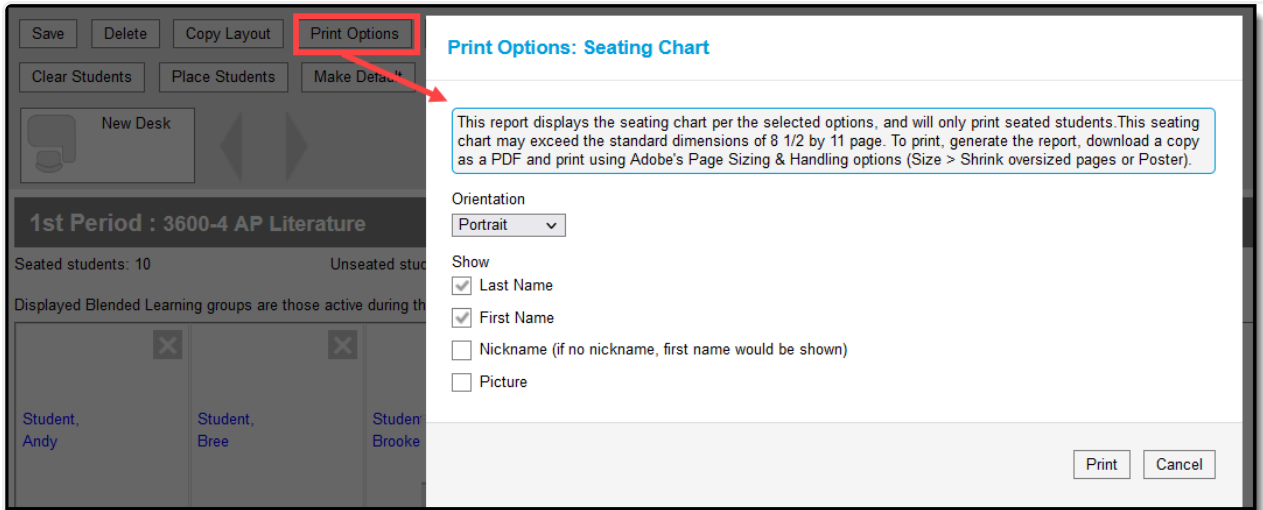 Save Delete Copy Layout Print Options
Clear Students Place Students Make Default
New Desk
1st Period : 3600-4 AP Literature
Seated students: 10 Unseated
Displayed Blended Learning groups are those active during
Student, Student, Student
Andy Bree Brooke
Print Options: Seating Chart
This report displays the seating chart per the selected options, and will only print seated students.This seating
chart may exceed the standard dimensions of 8 1/2 by 11 page. To print, generate the report, download a copy
as a PDF and print using Adobe's Page Sizing & Handling options (Size > Shrink oversized pages or Poster).
Orientation
Portrait
Show
Last Name
First Name
Nickname (if no nickname, first name would be shown)
Picture
Print Cancel